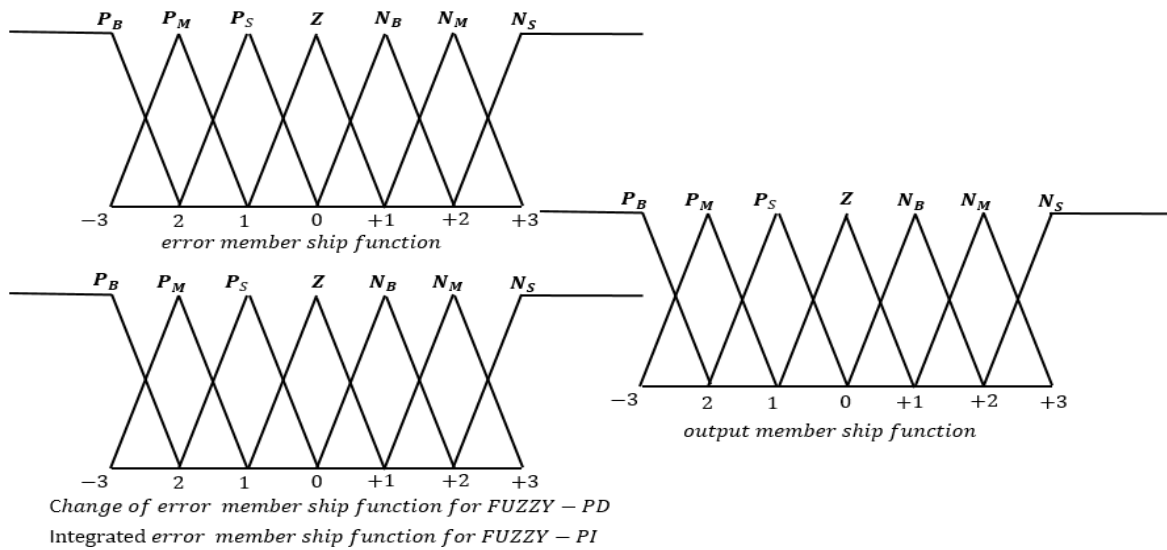 P_B P_M P_S Z N_B N_M N_S
−3 2 1 0 +1 +2 +3
error member ship function
P_B P_M P_S Z N_B N_M N_S
−3 2 1 0 +1 +2 +3
Change of error member ship function for FUZZY − PD
Integrated error member ship function for FUZZY − PI
P_B P_M P_S Z N_B N_M N_S
−3 2 1 0 +1 +2 +3
output member ship function